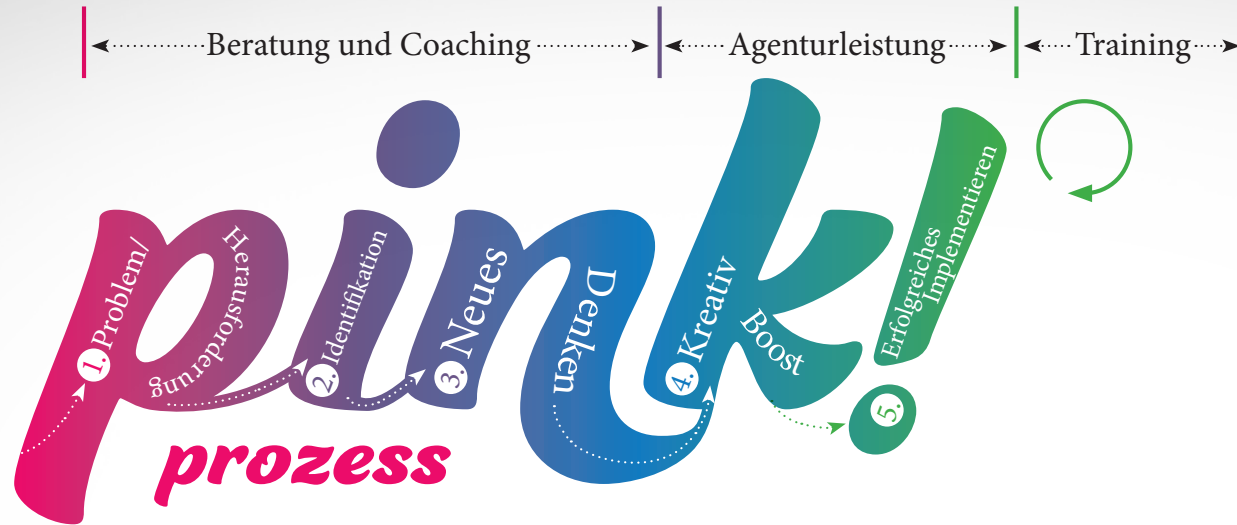 Beratung und Coaching
Agenturleistung
Training
pink!
1. Problem/
Herausforderung
2. Identifikation
3. Neues
Denken
4. Kreativ
Boost
5.
Erfolgreiches
Implementieren
prozess